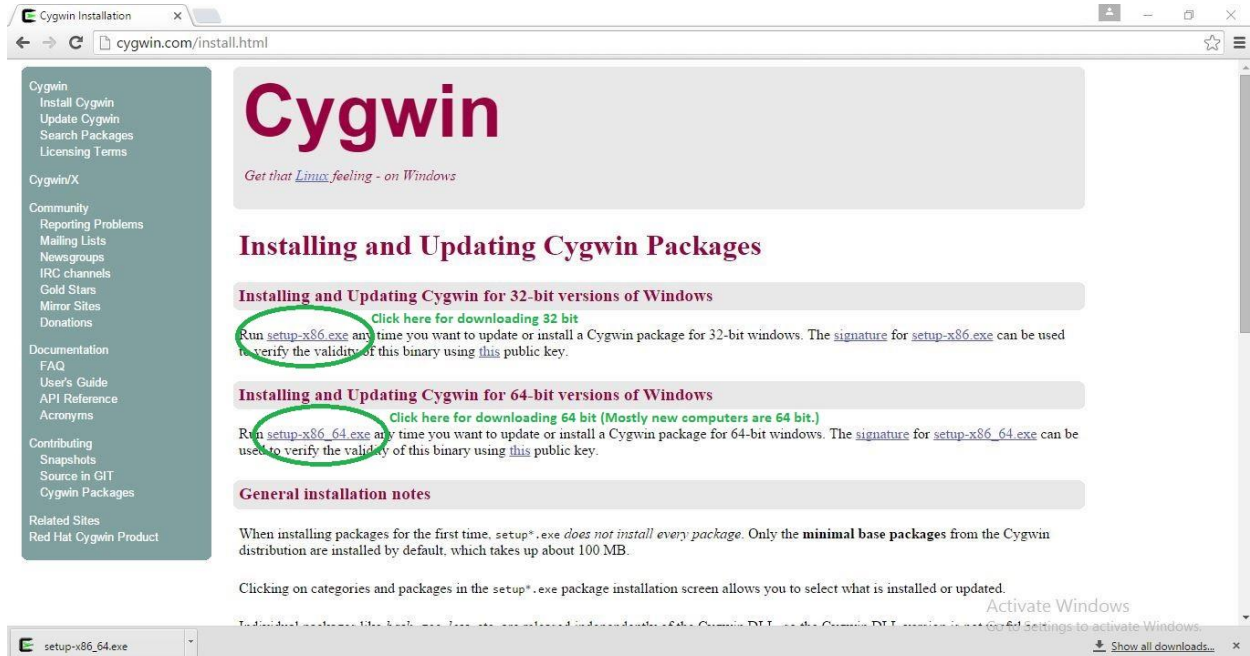 Cygwin Installation
cygwin.com/install.html
Cygwin
Install Cygwin
Update Cygwin
Search Packages
Licensing Terms
Cygwin/X
Community
Reporting Problems
Mailing Lists
Newsgroups
IRC channels
Gold Stars
Mirror Sites
Donations
Documentation
FAQ
User's Guide
API Reference
Acronyms
Contributing
Snapshots
Source in GIT
Cygwin Packages
Related Sites
Red Hat Cygwin Product
Cygwin
Get that Linux feeling - on Windows
Installing and Updating Cygwin Packages
Installing and Updating Cygwin for 32-bit versions of Windows
Click here for downloading 32 bit
Run setup-x86.exe any time you want to update or install a Cygwin package for 32-bit windows. The signature for setup-x86.exe can be used
to verify the validity of this binary using this public key.
Installing and Updating Cygwin for 64-bit versions of Windows
Click here for downloading 64 bit (Mostly new computers are 64 bit.)
Run setup-x86_64.exe any time you want to update or install a Cygwin package for 64-bit windows. The signature for setup-x86_64.exe can be
used to verify the validity of this binary using this public key.
General installation notes
When installing packages for the first time, setup*.exe does not install every package. Only the minimal base packages from the Cygwin
distribution are installed by default, which takes up about 100 MB.
Clicking on categories and packages in the setup*.exe package installation screen allows you to select what is installed or updated.
Activate Windows
Go to Settings to activate Windows.
setup-x86_64.exe
Show all downloads...